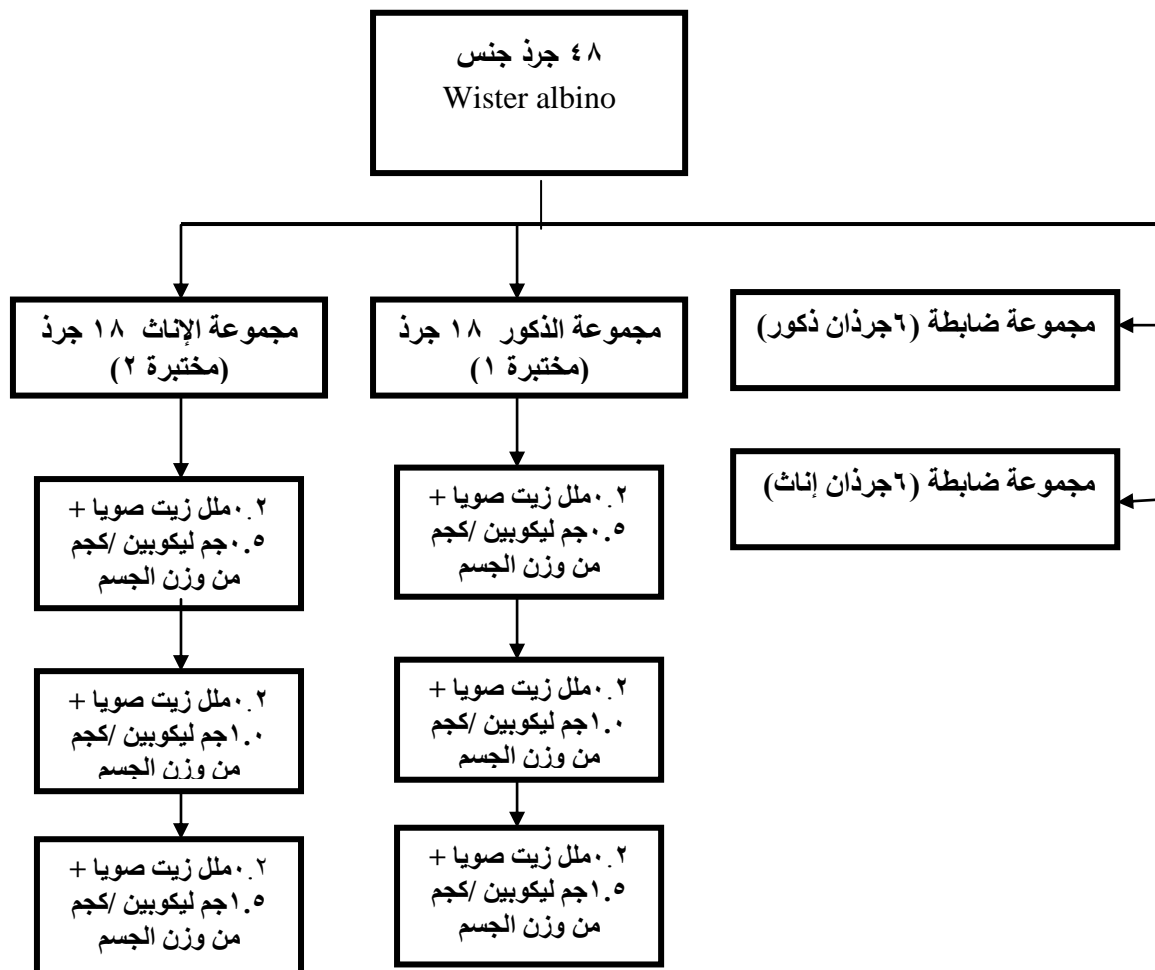 ٤٨ جرذ جنس
Wister albino
مجموعة ضابطة (٦جرذان ذكور)
مجموعة الذكور ١٨ جرذ
(مختبرة ١)
مجموعة الإناث ١٨ جرذ
(مختبرة ٢)
مجموعة ضابطة (٦جرذان إناث)
٠.٢ملل زيت صويا +
٠.٥جم ليكوبين /كجم
من وزن الجسم
٠.٢ملل زيت صويا +
٠.٥جم ليكوبين /كجم
من وزن الجسم
٠.٢ملل زيت صويا +
١.٠جم ليكوبين /كجم
من وزن الجسم
٠.٢ملل زيت صويا +
١.٠جم ليكوبين /كجم
من وزن الجسم
٠.٢ملل زيت صويا +
١.٥جم ليكوبين /كجم
من وزن الجسم
٠.٢ملل زيت صويا +
١.٥جم ليكوبين /كجم
من وزن الجسم